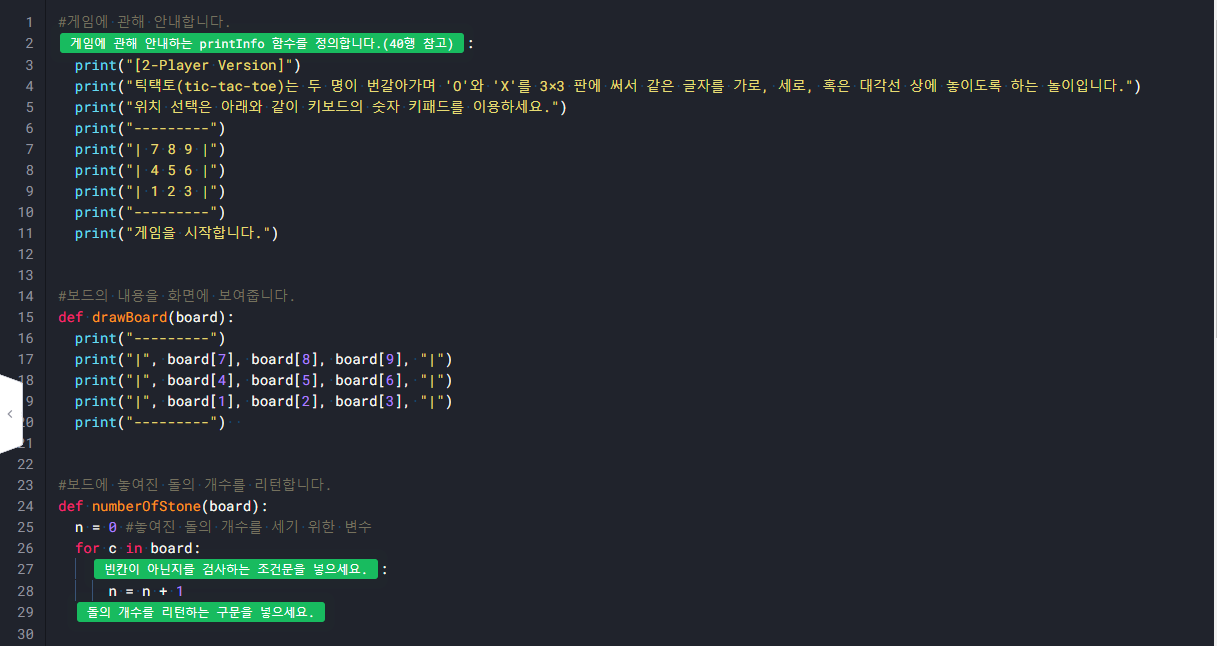 1 #게임에 관해 안내합니다.
2 게임에 관해 안내하는 printInfo 함수를 정의합니다.(40행 참고) :
3 print("[2-Player Version]")
4 print("틱택토(tic-tac-toe)는 두 명이 번갈아가며 'O'와 'X'를 3×3 판에 써서 같은 글자를 가로, 세로, 혹은 대각선 상에 놓이도록 하는 놀이입니다.")
5 print("위치 선택은 아래와 같이 키보드의 숫자 키패드를 이용하세요.")
6 print("---------")
7 print("| 7 8 9 |")
8 print("| 4 5 6 |")
9 print("| 1 2 3 |")
10 print("---------")
11 print("게임을 시작합니다.")
12
13
14 #보드의 내용을 화면에 보여줍니다.
15 def drawBoard(board):
16 print("---------")
17 print("|", board[7], board[8], board[9], "|")
18 print("|", board[4], board[5], board[6], "|")
9 print("|", board[1], board[2], board[3], "|")
20 print("---------")
21
22
23 #보드에 놓여진 돌의 개수를 리턴합니다.
24 def numberOfStone(board):
25 n = 0 #놓여진 돌의 개수를 세기 위한 변수
26 for c in board:
27 빈칸이 아닌지를 검사하는 조건문을 넣으세요. :
28 n = n + 1
29 돌의 개수를 리턴하는 구문을 넣으세요.
30